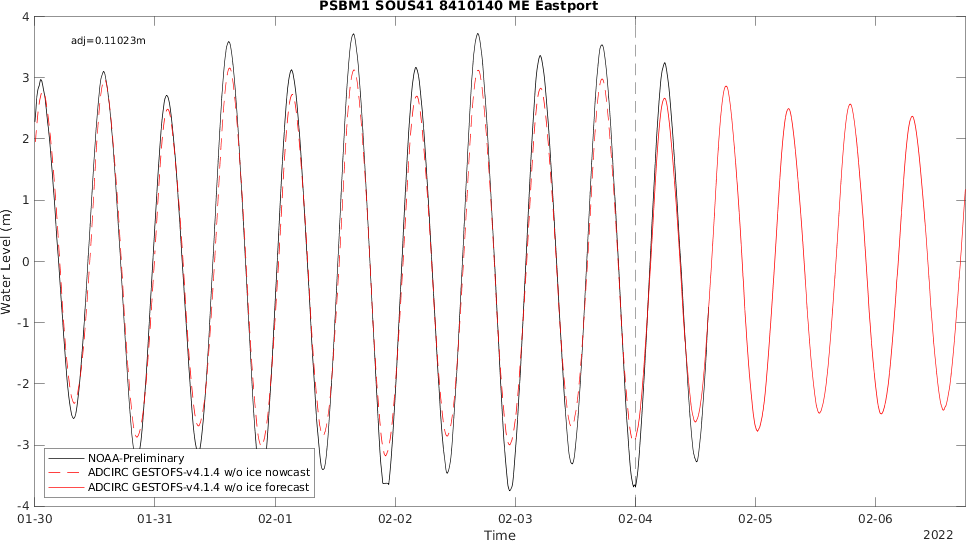 PSBM1 SOUS41 8410140 ME Eastport
adj=0.11023m
4
3
2
1
0
-1
-2
-3
-4
Water Level (m)
NOAA-Preliminary
ADCIRC GESTOFS-v4.1.4 w/o ice nowcast
ADCIRC GESTOFS-v4.1.4 w/o ice forecast
01-30 01-31 02-01 02-02 02-03 02-04 02-05 02-06
Time
2022